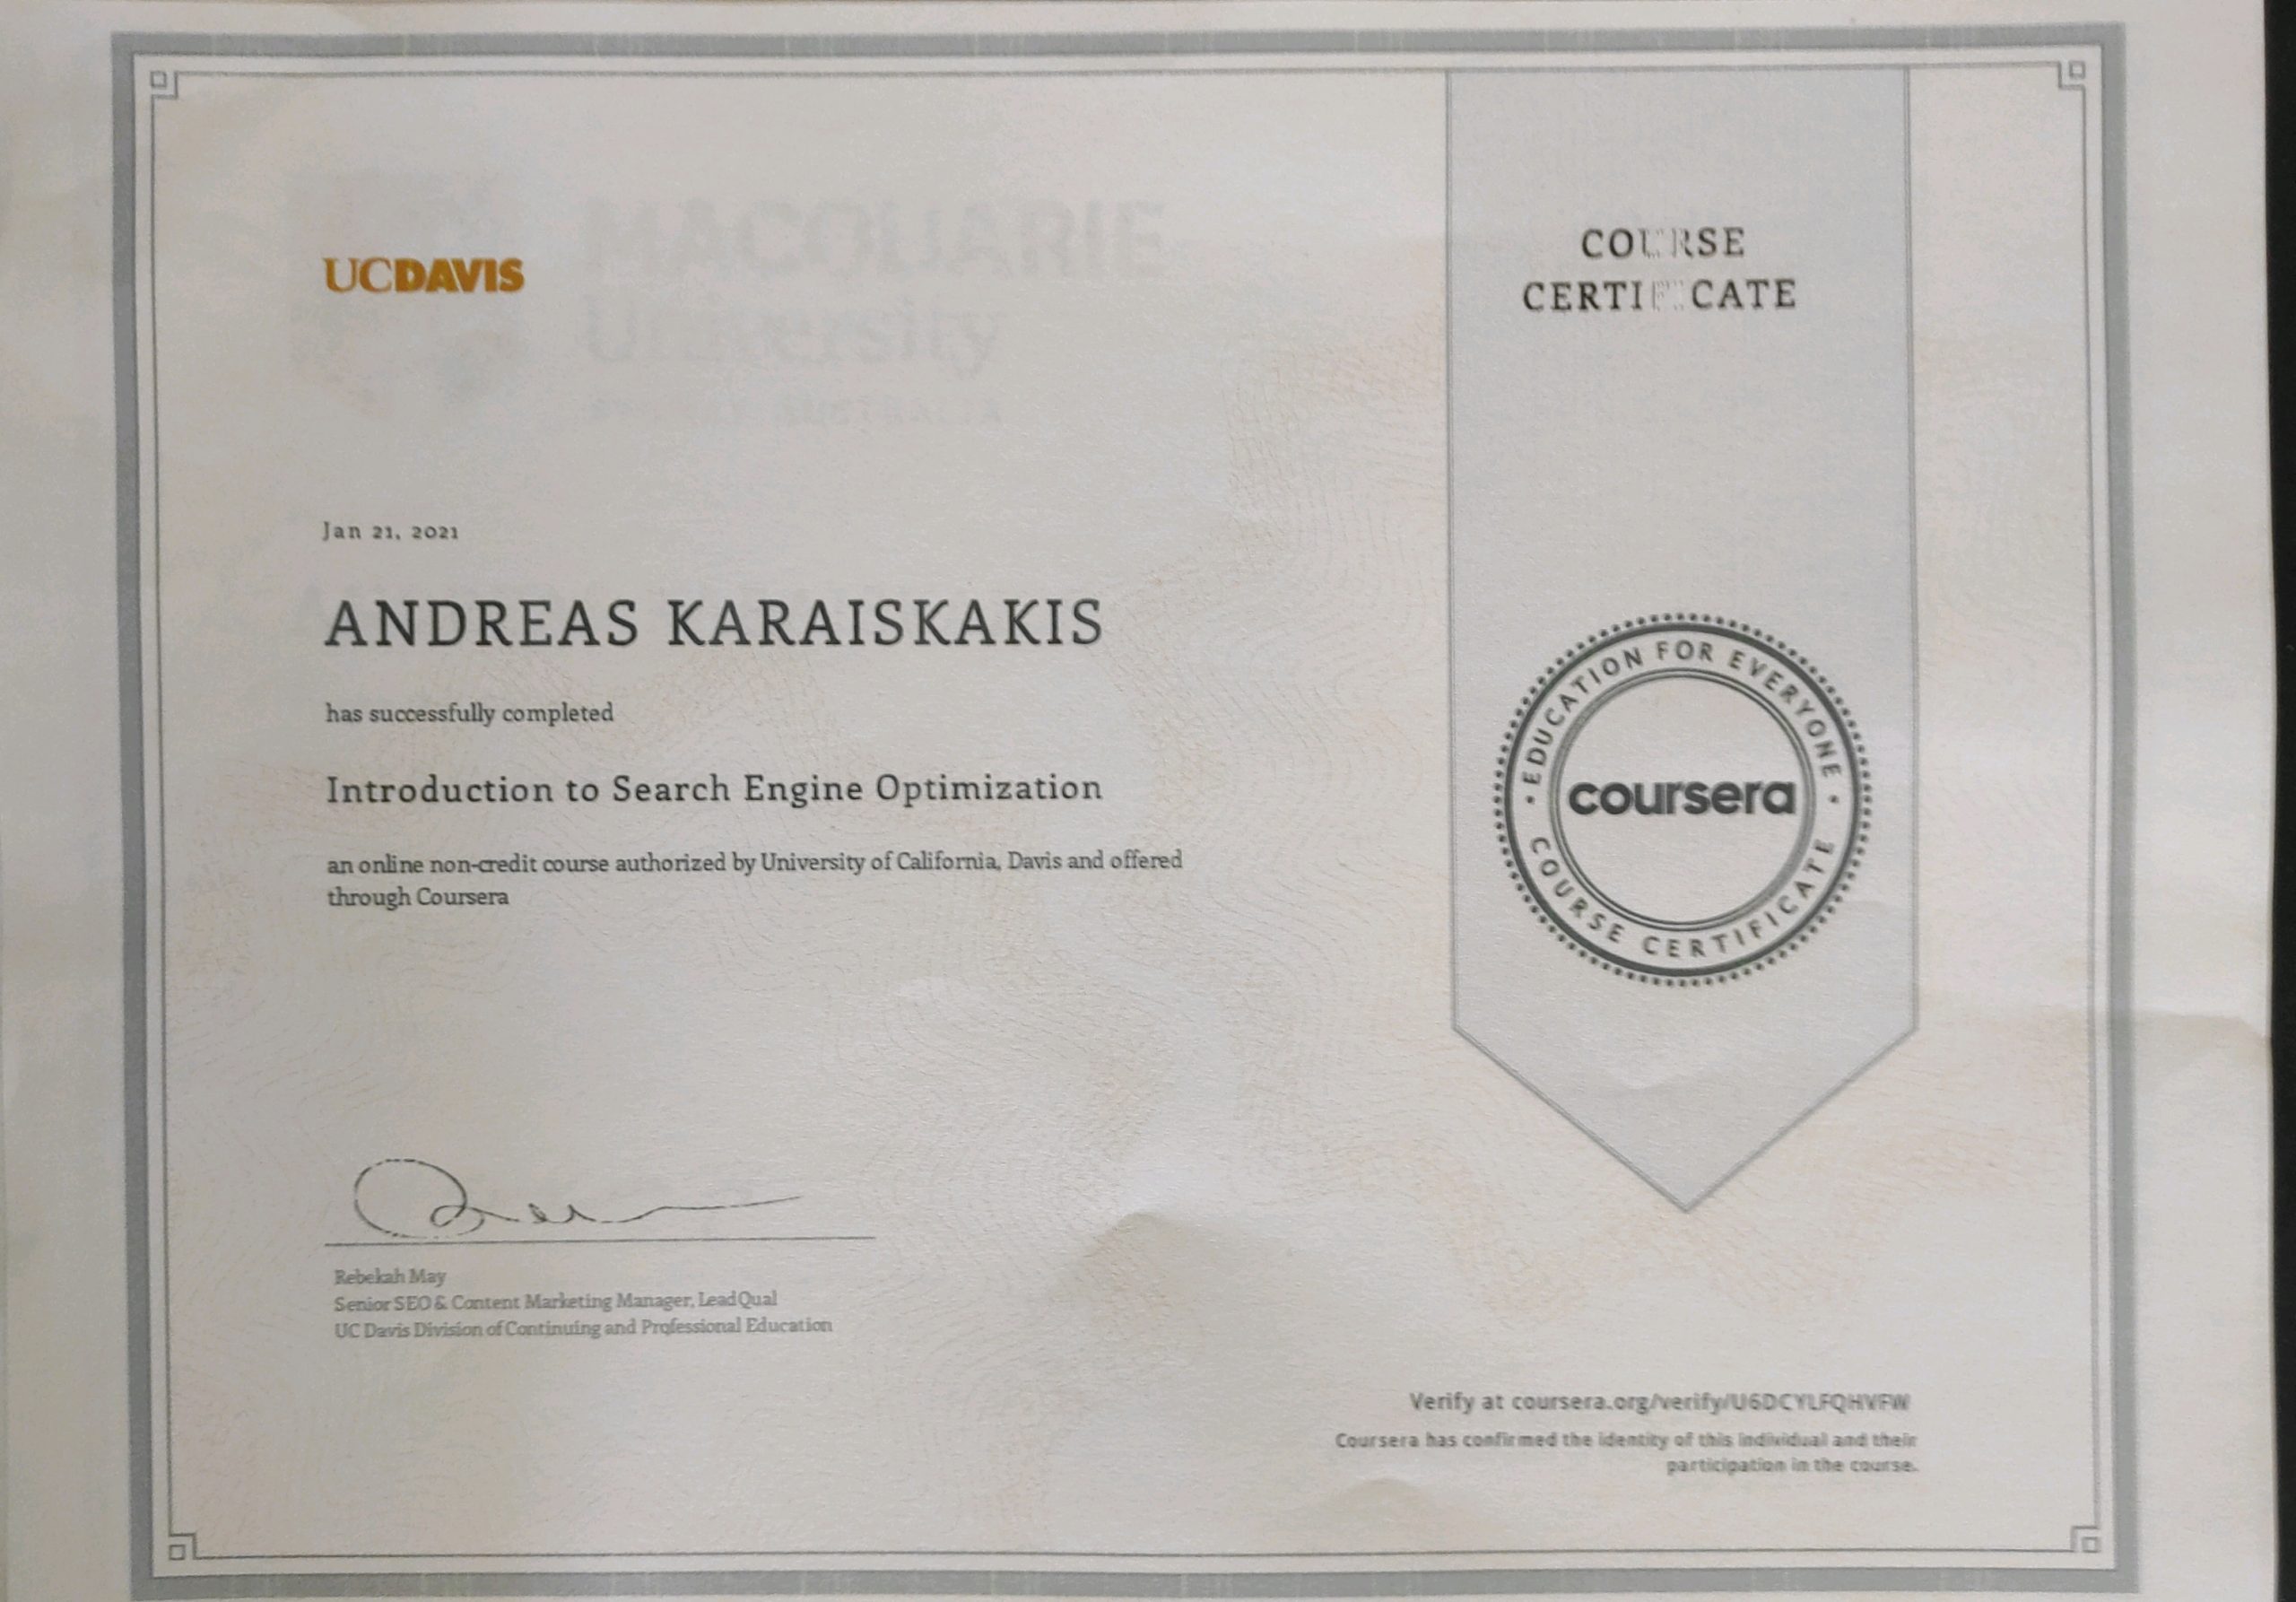 MACQUARIE
University
AUSTRALIA
UCDAVIS
COURSE
CERTIFICATE
Jan 21, 2021
ANDREAS KARAISKAKIS
has successfully completed
Introduction to Search Engine Optimization
an online non-credit course authorized by University of California, Davis and offered
through Coursera
EDUCATION FOR EVERYONE
coursera
COURSE CERTIFICATE
Rebekah May
Senior SEO & Content Marketing Manager, LeadQual
UC Davis Division of Continuing and Professional Education
Verify at coursera.org/verify/U6DCYLFQHVFW
Coursera has confirmed the identity of this individual and their
participation in the course.